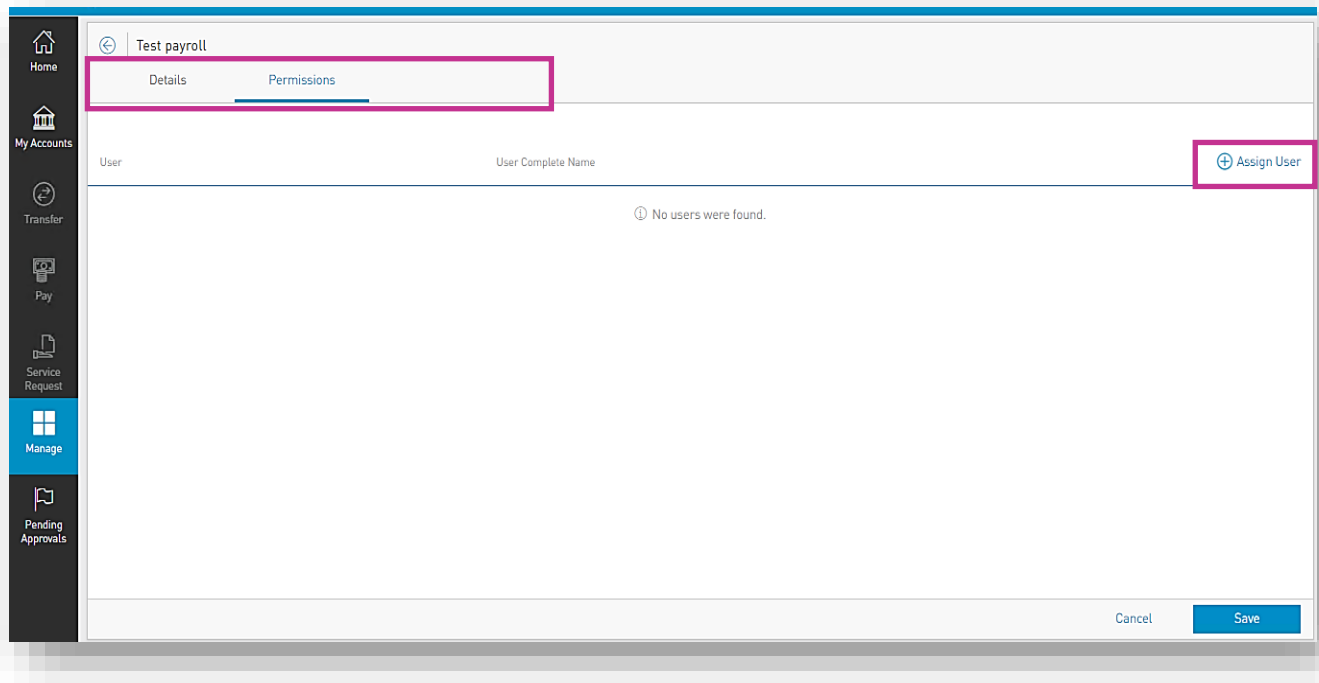 Home
My Accounts
Transfer
Pay
Service
Request
Manage
Pending
Approvals
Test payroll
Details Permissions
User User Complete Name Assign User
No users were found.
Cancel Save